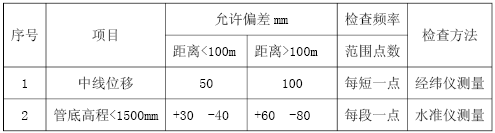 序号 项目 允许偏差 mm 检查频率 检查方法
距离<100m 距离>100m 范围点数
1 中线位移 50 100 每短一点 经纬仪测量
2 管底高程<1500mm +30 -40 +60 -80 每段一点 水准仪测量